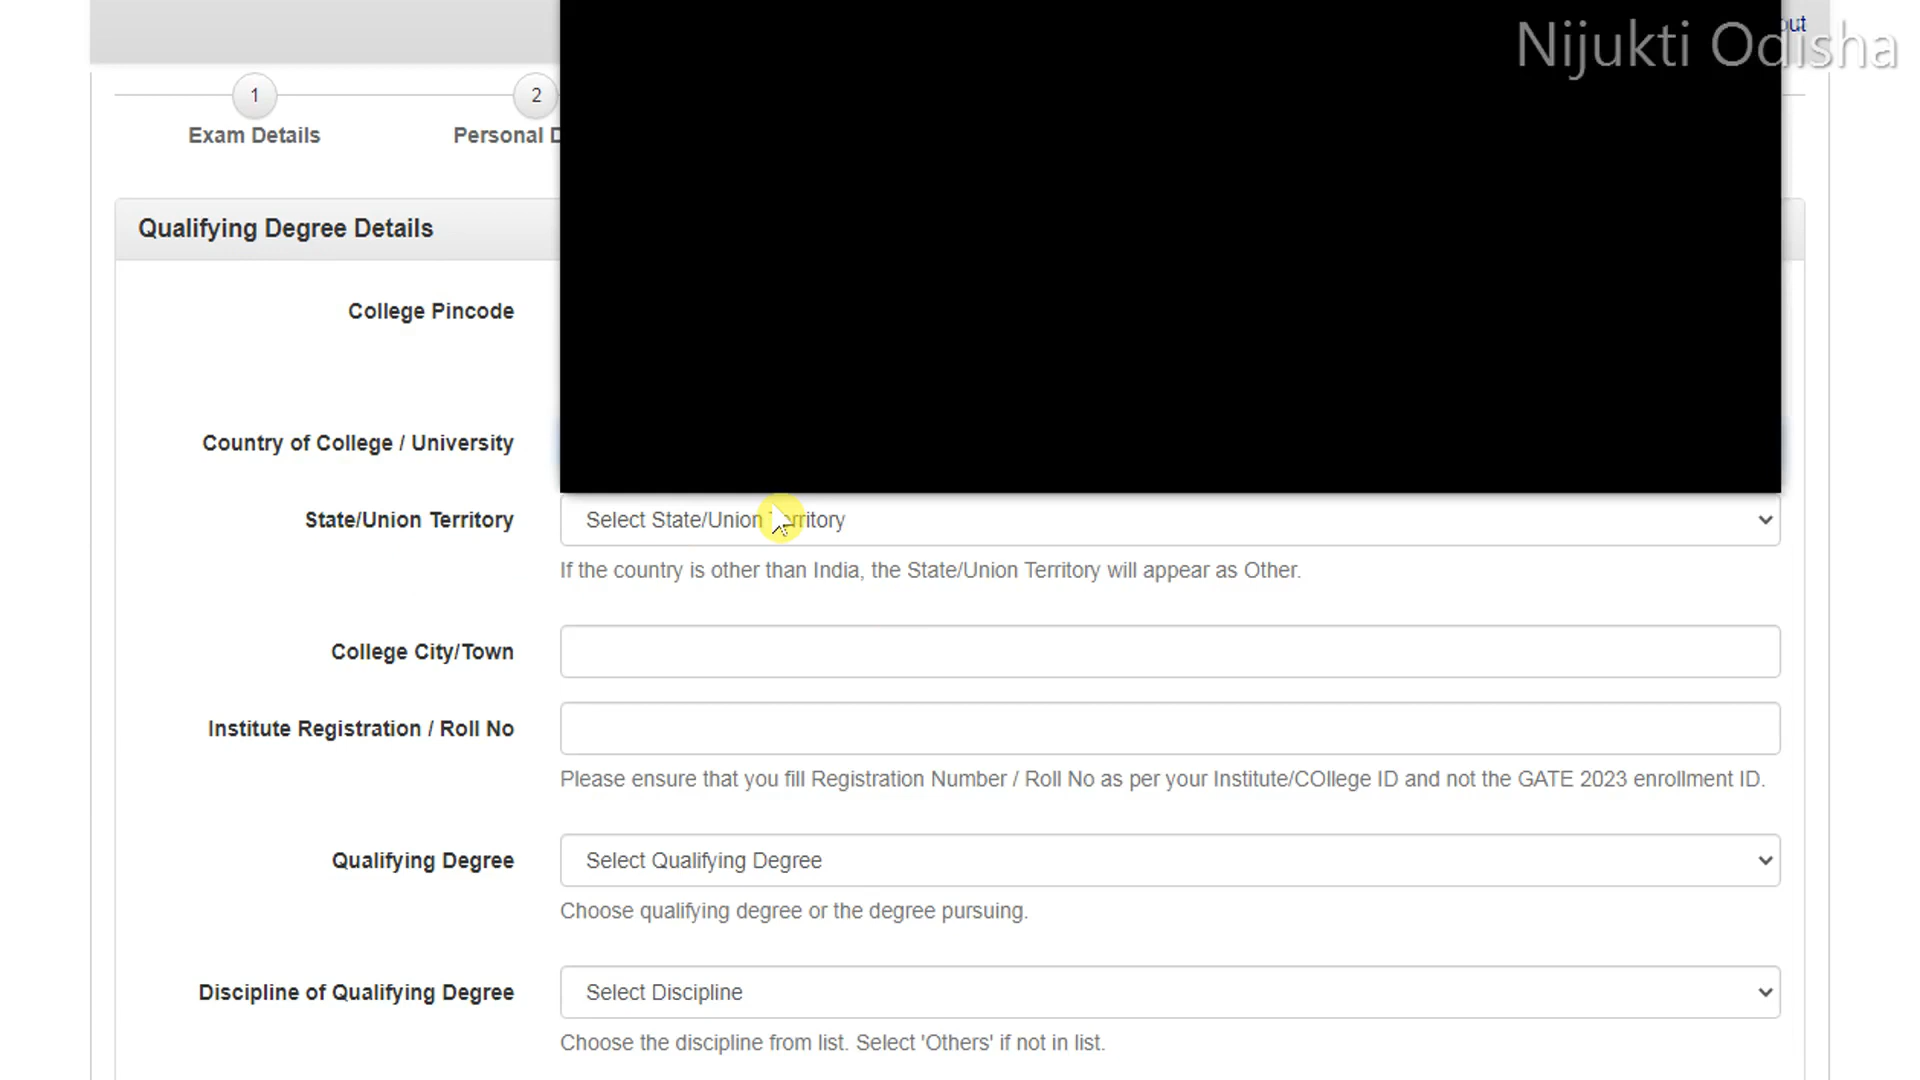 out
Nijukti Odisha
1
2
Exam Details
Personal D
Qualifying Degree Details
College Pincode
Country of College / University
State/Union Territory
Select State/Union Territory
If the country is other than India, the State/Union Territory will appear as Other.
College City/Town
Institute Registration / Roll No
Please ensure that you fill Registration Number / Roll No as per your Institute/COllege ID and not the GATE 2023 enrollment ID.
Qualifying Degree
Select Qualifying Degree
Choose qualifying degree or the degree pursuing.
Discipline of Qualifying Degree
Select Discipline
Choose the discipline from list. Select 'Others' if not in list.